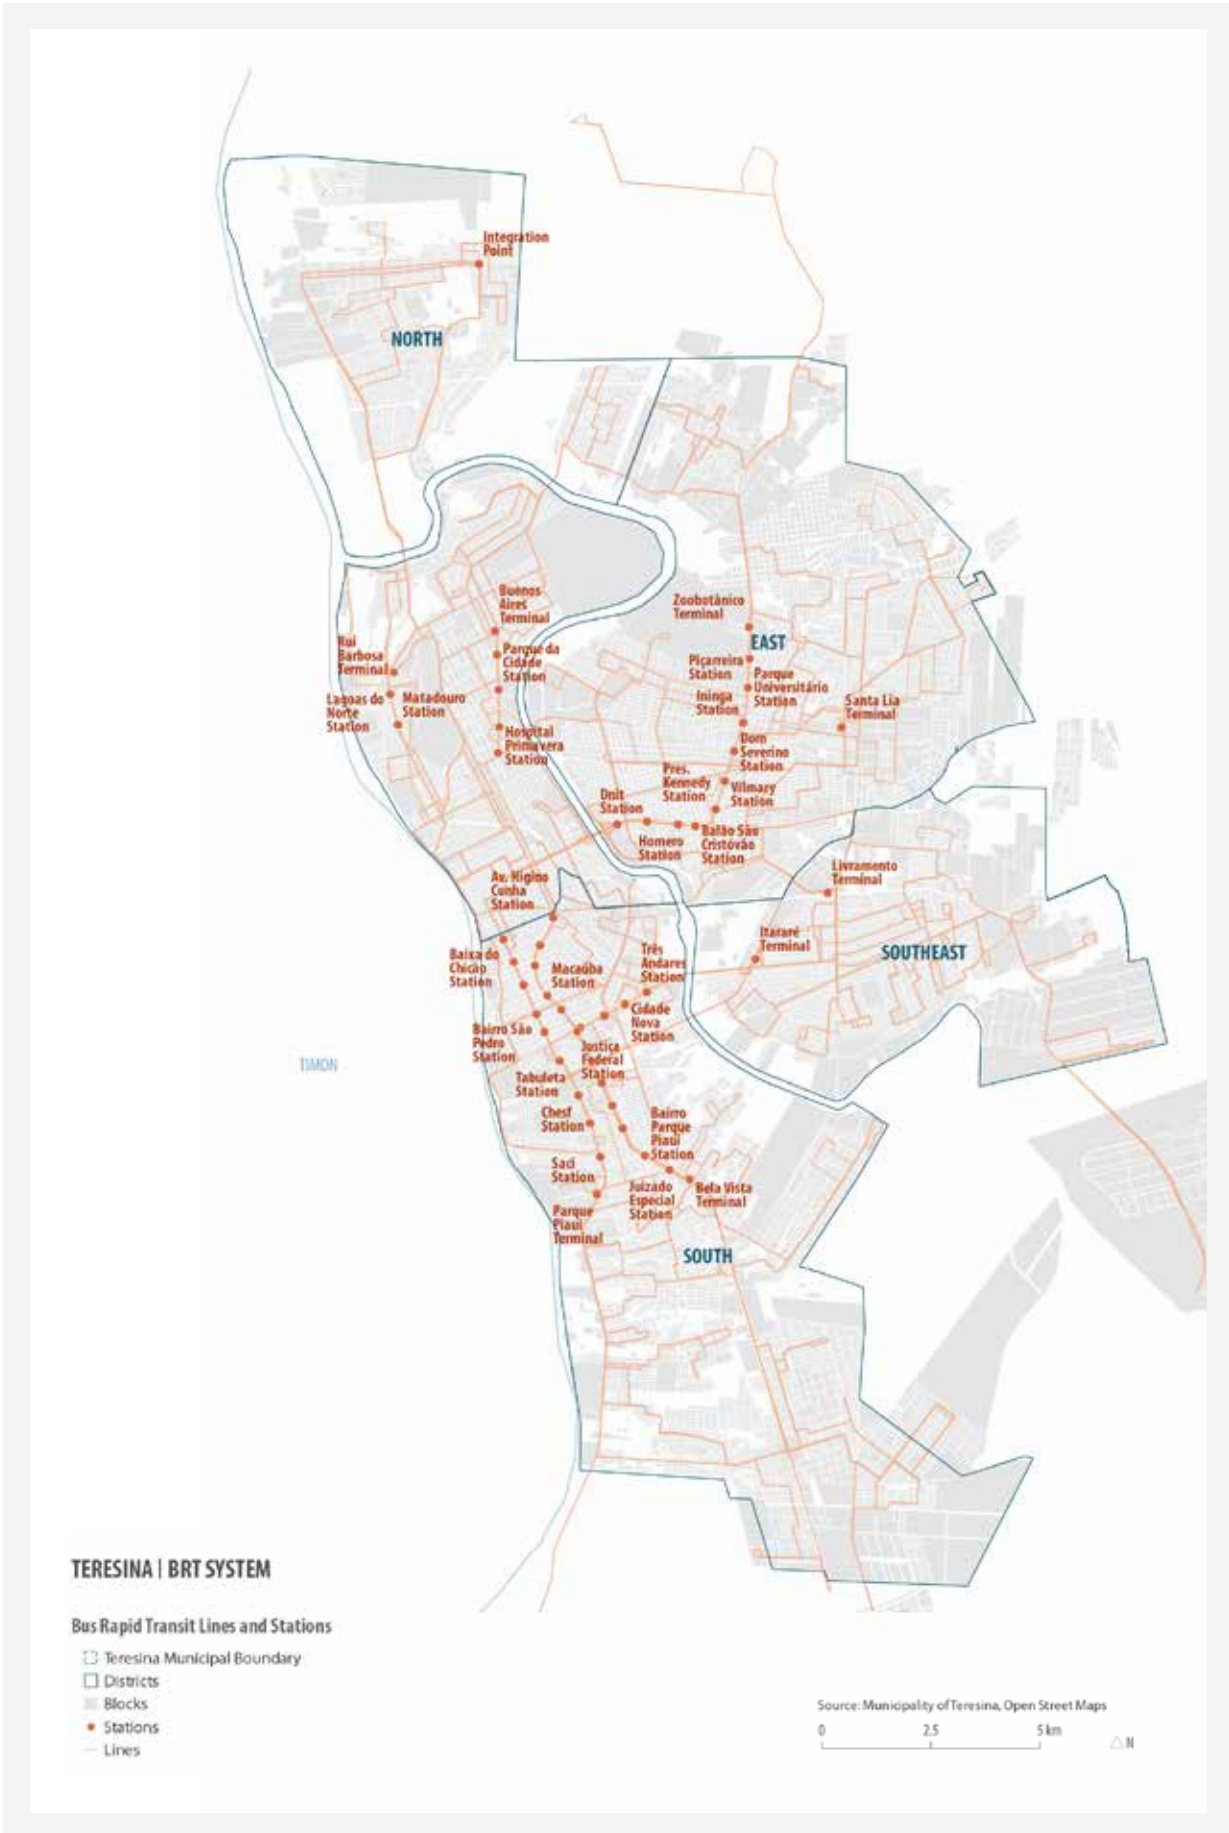 Integration
Point
NORTH
Buenos
Aires
Terminal
Zoobotânico
Terminal
EAST
Rui
Barbosa
Terminal
Parque da
Cidade
Station
Piçarreira
Station
Parque
Universitário
Station
Lagoas do
Norte
Station
Matadouro
Station
Ininga
Station
Santa Lia
Terminal
Hospital
Primavera
Station
Dom
Severino
Station
Pres.
Kennedy
Station
Vilmary
Station
Dnit
Station
Homero
Station
Balão São
Cristóvão
Station
Av. Higino
Cunha
Station
Livramento
Terminal
Itararé
Terminal
SOUTHEAST
Baixa do
Chicão
Station
Macaúba
Station
Três
Andares
Station
Cidade
Nova
Station
Bairro São
Pedro
Station
Justiça
Federal
Station
TIMON
Tabuleta
Station
Chesf
Station
Bairro
Parque
Piauí
Station
Saci
Station
Juizado
Especial
Station
Bela Vista
Terminal
Parque
Piauí
Terminal
SOUTH
TERESINA | BRT SYSTEM
Bus Rapid Transit Lines and Stations
Teresina Municipal Boundary
Districts
Blocks
Stations
Lines
Source: Municipality of Teresina, Open Street Maps
0 2.5 5 km
N